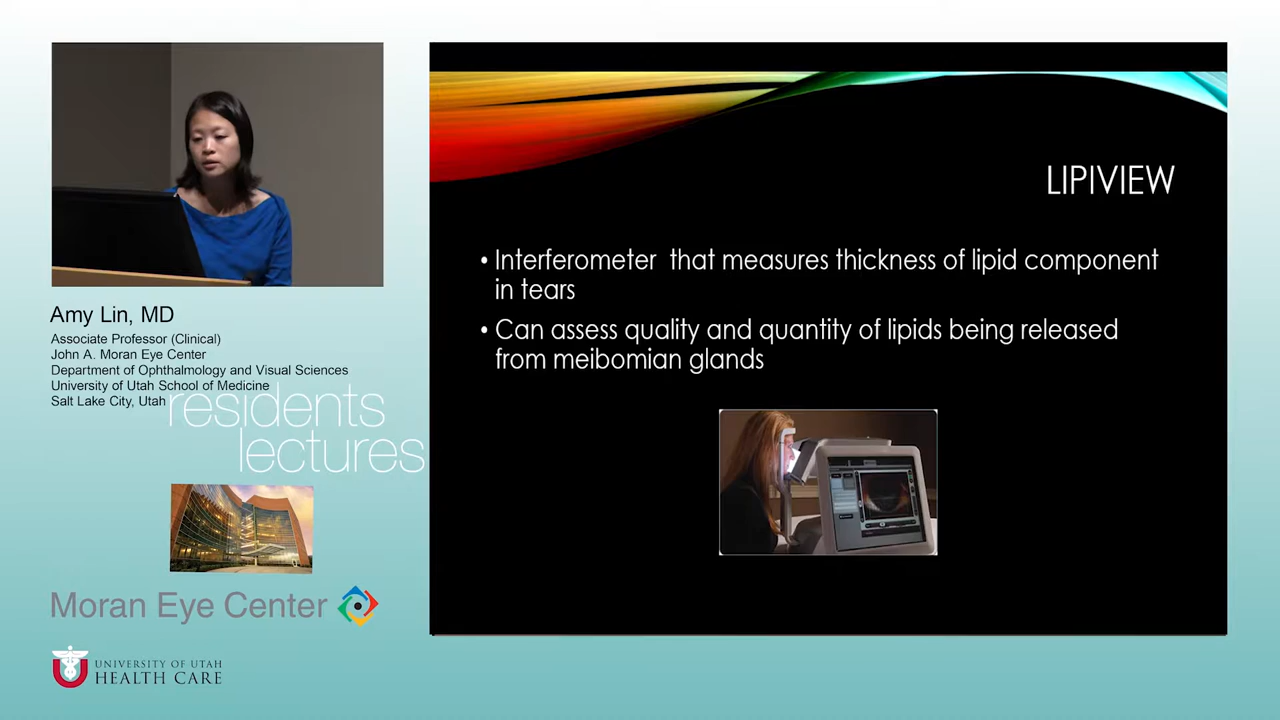 Amy Lin, MD
Associate Professor (Clinical)
John A. Moran Eye Center
Department of Ophthalmology and Visual Sciences
University of Utah School of Medicine
Salt Lake City, Utah
residents
lectures
Moran Eye Center
UNIVERSITY OF UTAH
HEALTH CARE
LIPIVIEW
• Interferometer that measures thickness of lipid component
in tears
• Can assess quality and quantity of lipids being released
from meibomian glands